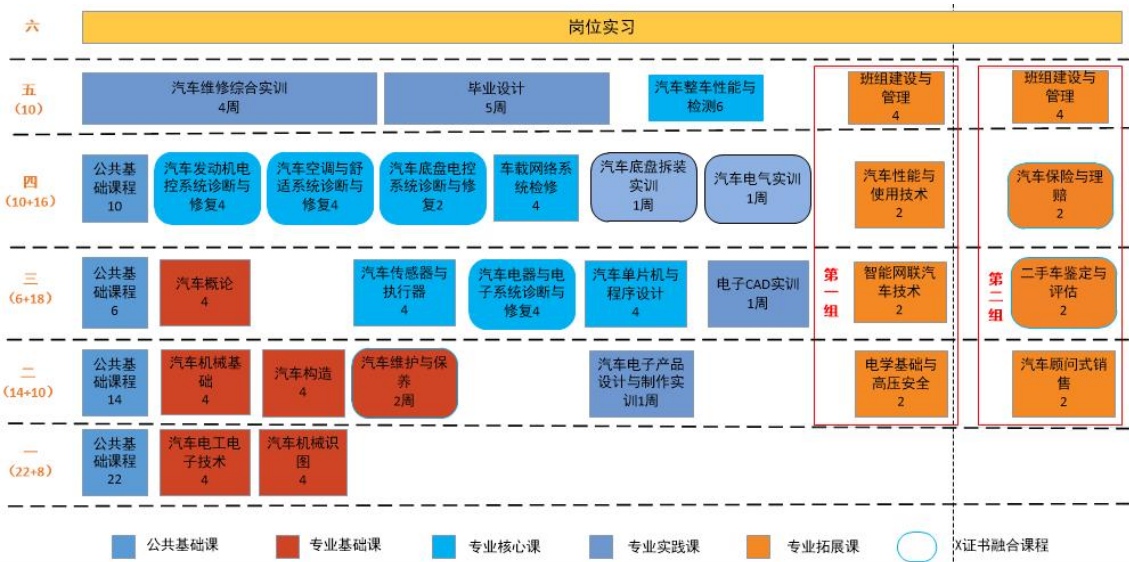 六
岗位实习
五
(10)
汽车维修综合实训
4周
毕业设计
5周
汽车整车性能与
检测6
班组建设与
管理
4
班组建设与
管理
4
四
(10+16)
公共基
础课程
10
汽车发动机电
控系统诊断与
修复4
汽车空调与舒
适系统诊断与
修复4
汽车底盘电控
系统诊断与修
复2
车载网络系
统检修
4
汽车底盘拆装
实训
1周
汽车电气实训
1周
汽车性能与
使用技术
2
汽车保险与理
赔
2
三
(6+18)
公共基
础课程
6
汽车概论
4
汽车传感器与
执行器
4
汽车电器与电
子系统诊断与
修复4
汽车单片机与
程序设计
4
电子CAD实训
1周
第一组
智能网联汽
车技术
2
第二组
二手车鉴定与
评估
2
二
(14+10)
公共基
础课程
14
汽车机械基
础
4
汽车构造
4
汽车维护与保
养
2周
汽车电子产品
设计与制作实
训1周
电学基础与
高压安全
2
汽车顾问式销
售
2
一
(22+8)
公共基
础课程
22
汽车电工电
子技术
4
汽车机械识
图
4
公共基础课
专业基础课
专业核心课
专业实践课
专业拓展课
X证书融合课程